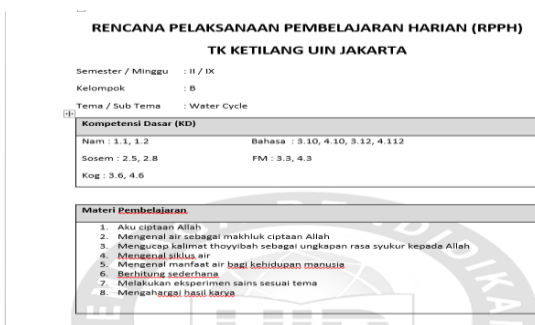 RENCANA PELAKSANAAN PEMBELAJARAN HARIAN (RPPH)
TK KETILANG UIN JAKARTA
Semester / Minggu : II / IX
Kelompok : B
Tema / Sub Tema : Water Cycle
Kompetensi Dasar (KD)
Nam : 1.1, 1.2 Bahasa : 3.10, 4.10, 3.12, 4.112
Sosem : 2.5, 2.8 FM : 3.3, 4.3
Kog : 3.6, 4.6
Materi Pembelajaran
1. Aku ciptaan Allah
2. Mengenal air sebagai makhluk ciptaan Allah
3. Mengucap kalimat thoyyibah sebagai ungkapan rasa syukur kepada Allah
4. Mengenal siklus air
5. Mengenal manfaat air bagi kehidupan manusia
6. Berhitung sederhana
7. Melakukan eksperimen sains sesuai tema
8. Mengahargai hasil karya